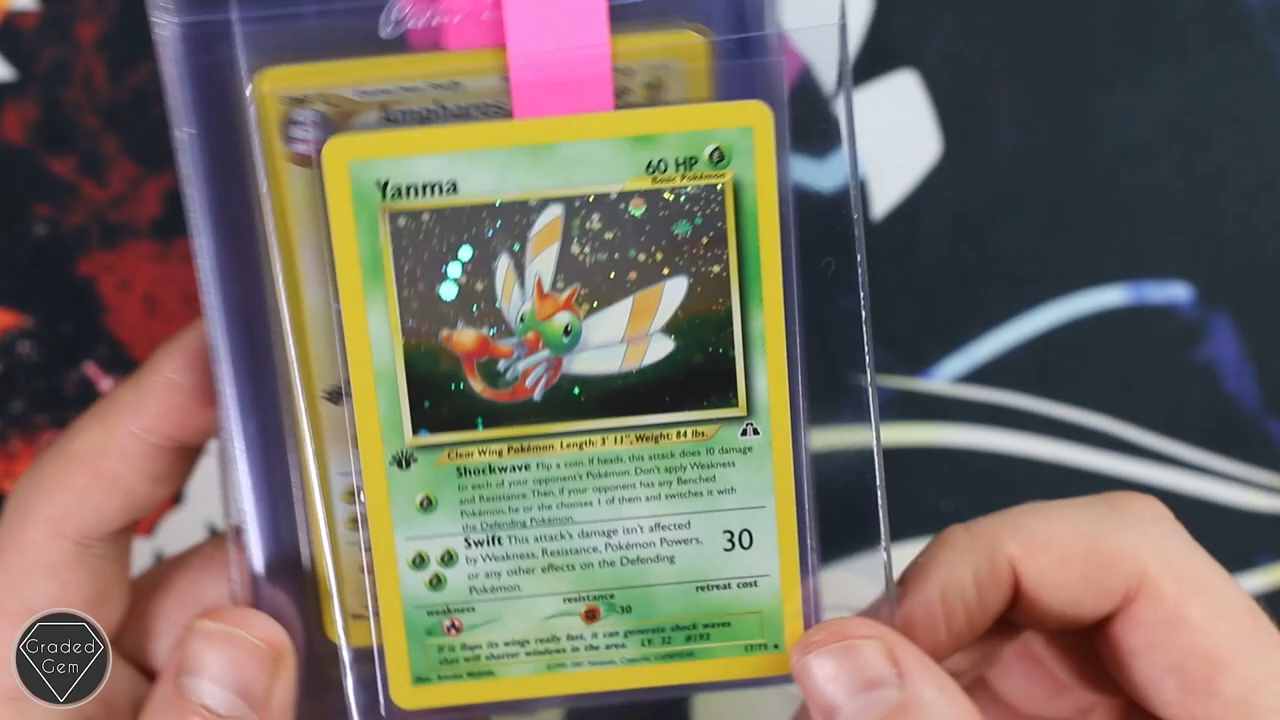 Ampharos
60 HP
Basic Pokémon
Yanma
Clear Wing Pokémon. Length: 3' 11", Weight: 84 lbs.
Shockwave Flip a coin. If heads, this attack does 10 damage
to each of your opponent's Pokémon. Don't apply Weakness
and Resistance. Then, if your opponent has any Benched
Pokémon, he or she chooses 1 of them and switches it with
the Defending Pokémon.
Swift This attack's damage isn't affected
by Weakness, Resistance, Pokémon Powers,
or any other effects on the Defending
Pokémon.
30
weakness
resistance
-30
retreat cost
If it flaps its wings really fast, it can generate shock waves
that will shatter windows in the area. LV. 32 #193
17/75
Graded
Gem